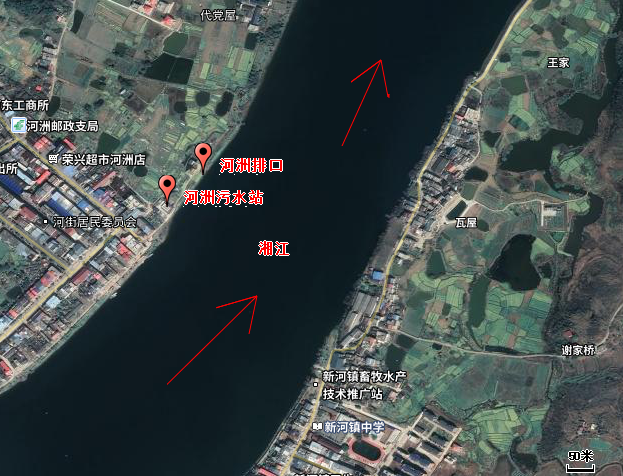 代党屋
王家
东工商所
河洲邮政支局
荣兴超市河洲店
出所
河洲排口
河洲污水站
河街居民委员会
瓦屋
湘江
谢家桥
新河镇畜牧水产
技术推广站
新河镇中学
50米